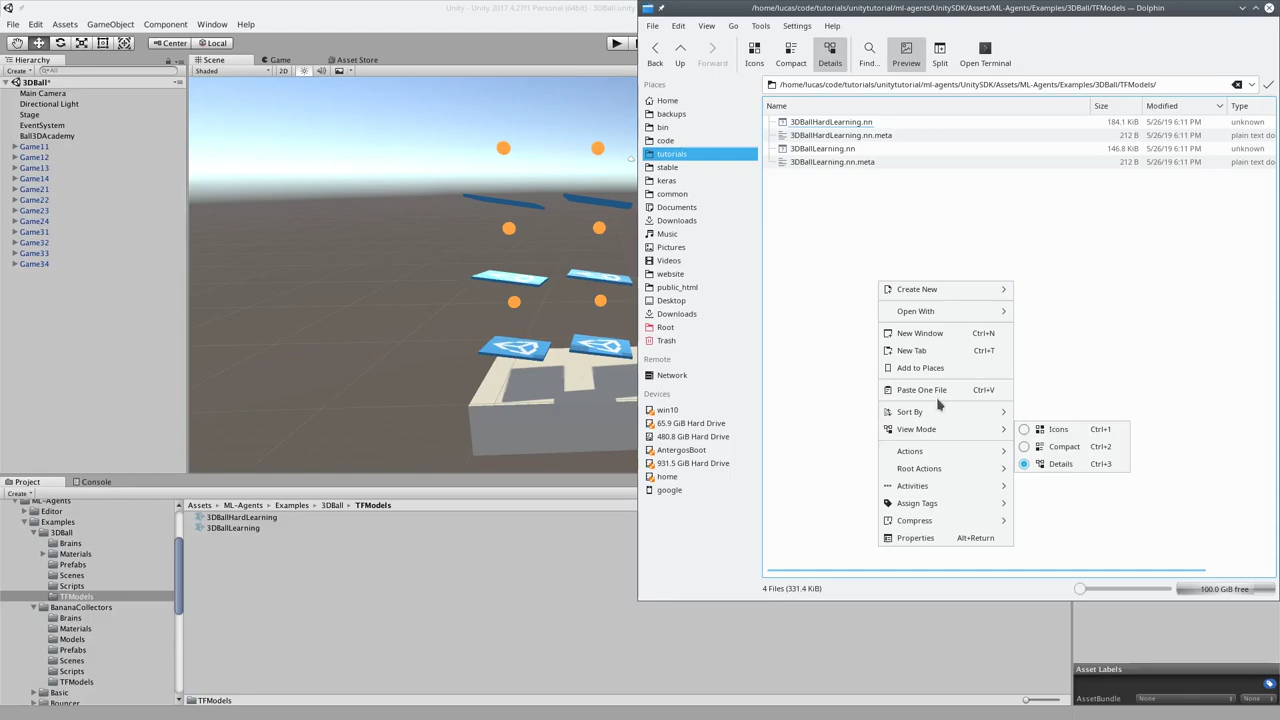 - Unity 2017.4.27f1 Personal (64bit) - 3DBall.unity
/home/lucas/code/tutorials/unitytutorial/ml-agents/UnitySDK/Assets/ML-Agents/Examples/3DBall/TFModels — Dolphin
File Edit Assets GameObject Component Window Help
File Edit View Go Tools Settings Help
Center Local
Back Up Forward Icons Compact Details Find... Preview Split Open Terminal
Hierarchy
Scene Game Asset Store
Create All
Shaded 2D
3DBall*
Main Camera
Directional Light
Stage
EventSystem
Ball3DAcademy
Game11
Game12
Game13
Game14
Game21
Game22
Game23
Game24
Game31
Game32
Game33
Game34
Places
Home
backups
bin
code
tutorials
stable
keras
common
Documents
Downloads
Music
Pictures
Videos
website
public_html
Desktop
Downloads
Root
Trash
Remote
Network
Devices
win10
65.9 GiB Hard Drive
480.8 GiB Hard Drive
AntergosBoot
931.5 GiB Hard Drive
home
google
/home/lucas/code/tutorials/unitytutorial/ml-agents/UnitySDK/Assets/ML-Agents/Examples/3DBall/TFModels/
Name Size Modified Type
3DBallHardLearning.nn 184.1 KiB 5/26/19 6:11 PM unknown
3DBallHardLearning.nn.meta 212 B 5/26/19 6:11 PM plain text do
3DBallLearning.nn 146.8 KiB 5/26/19 6:11 PM unknown
3DBallLearning.nn.meta 212 B 5/26/19 6:11 PM plain text do
Create New
Open With
New Window Ctrl+N
New Tab Ctrl+T
Add to Places
Paste One File Ctrl+V
Sort By
View Mode
Actions
Root Actions
Activities
Assign Tags
Compress
Properties Alt+Return
Icons Ctrl+1
Compact Ctrl+2
Details Ctrl+3
4 Files (331.4 KiB)
100.0 GiB free
Project Console
Create
ML-Agents
Editor
Examples
3DBall
Brains
Materials
Prefabs
Scenes
Scripts
TFModels
BananaCollectors
Brains
Materials
Models
Prefabs
Scenes
Scripts
TFModels
Basic
Bouncer
Assets ML-Agents Examples 3DBall TFModels
3DBallHardLearning
3DBallLearning
TFModels
Asset Labels
AssetBundle None None